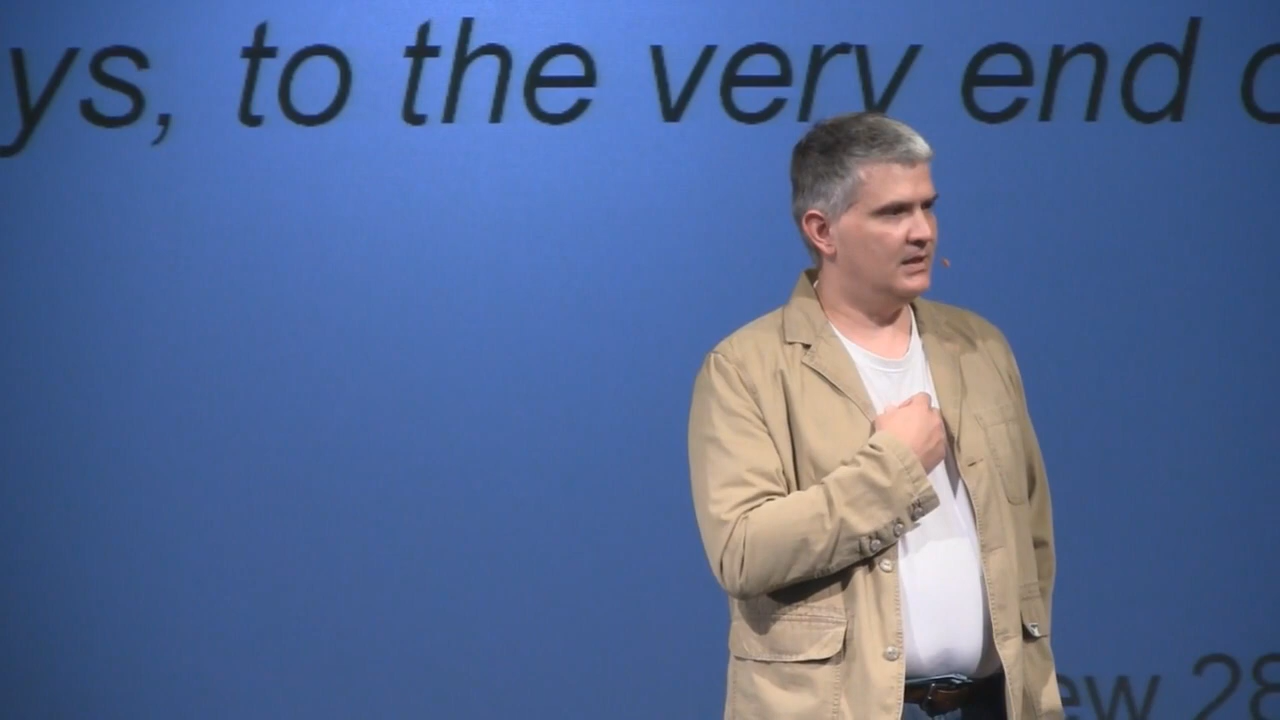 ys, to the very end
ew 28